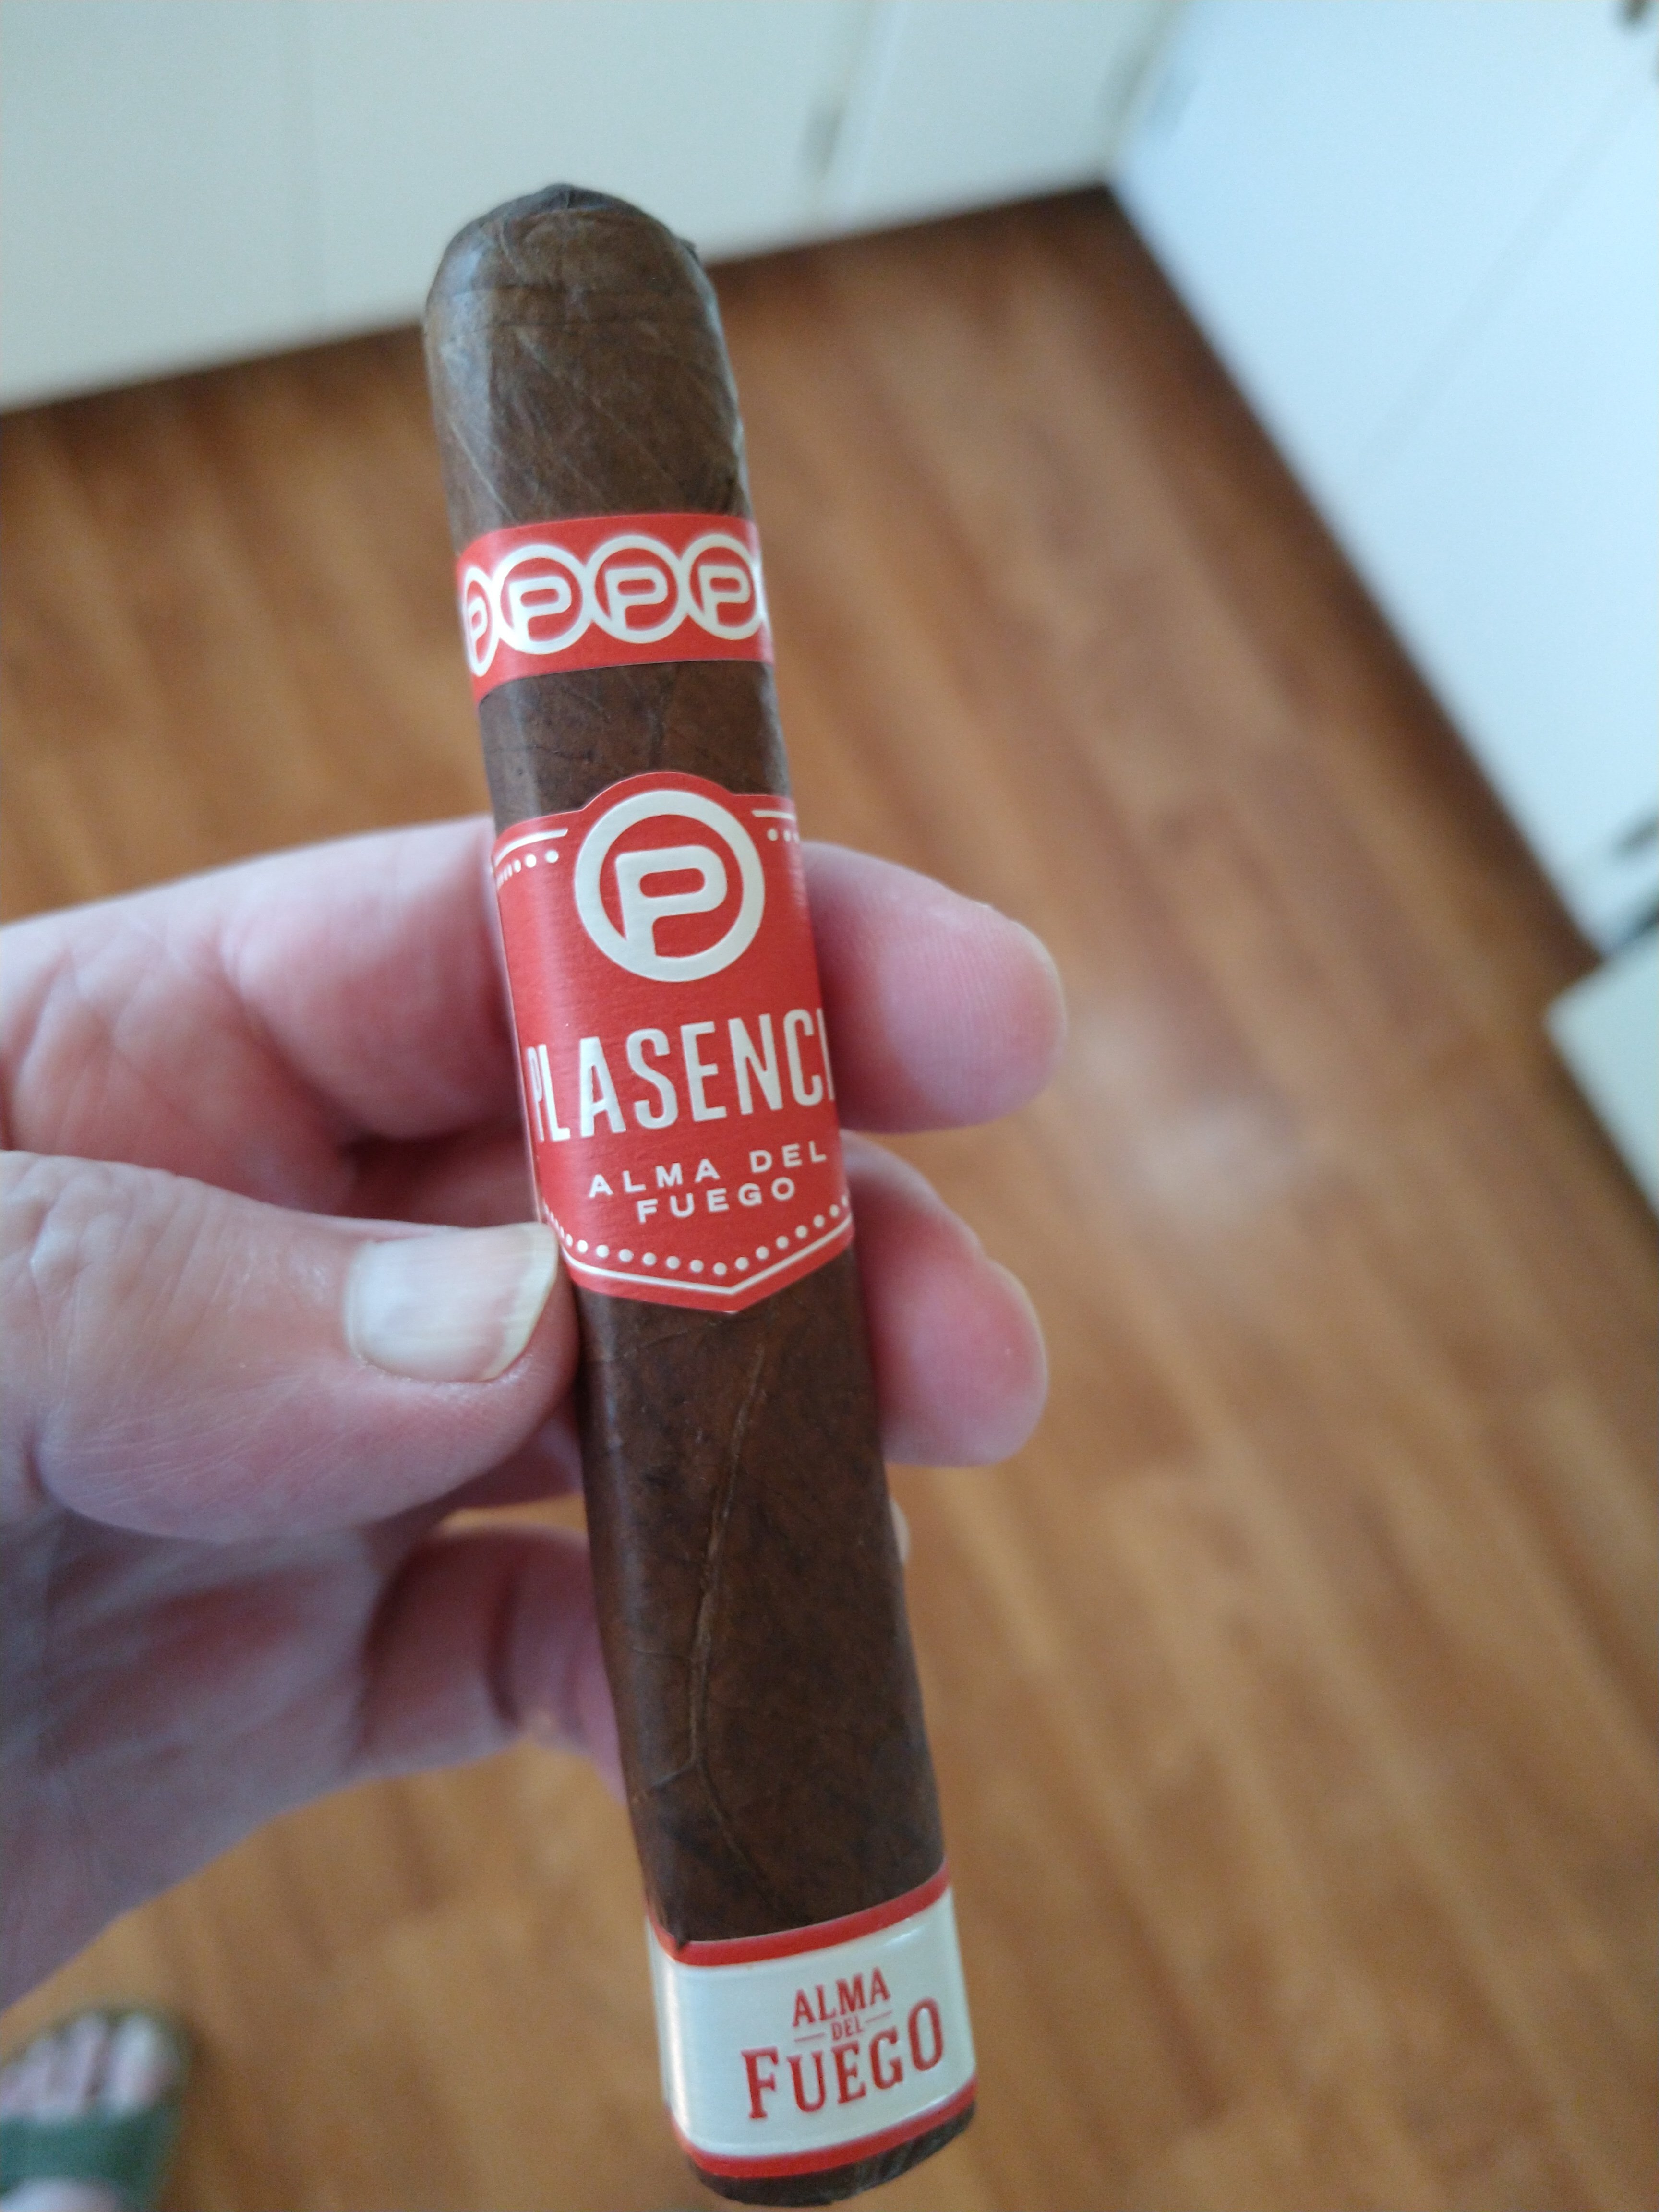 P P P P
P
PLASENCI
ALMA DEL
FUEGO
ALMA
DEL
FUEGO